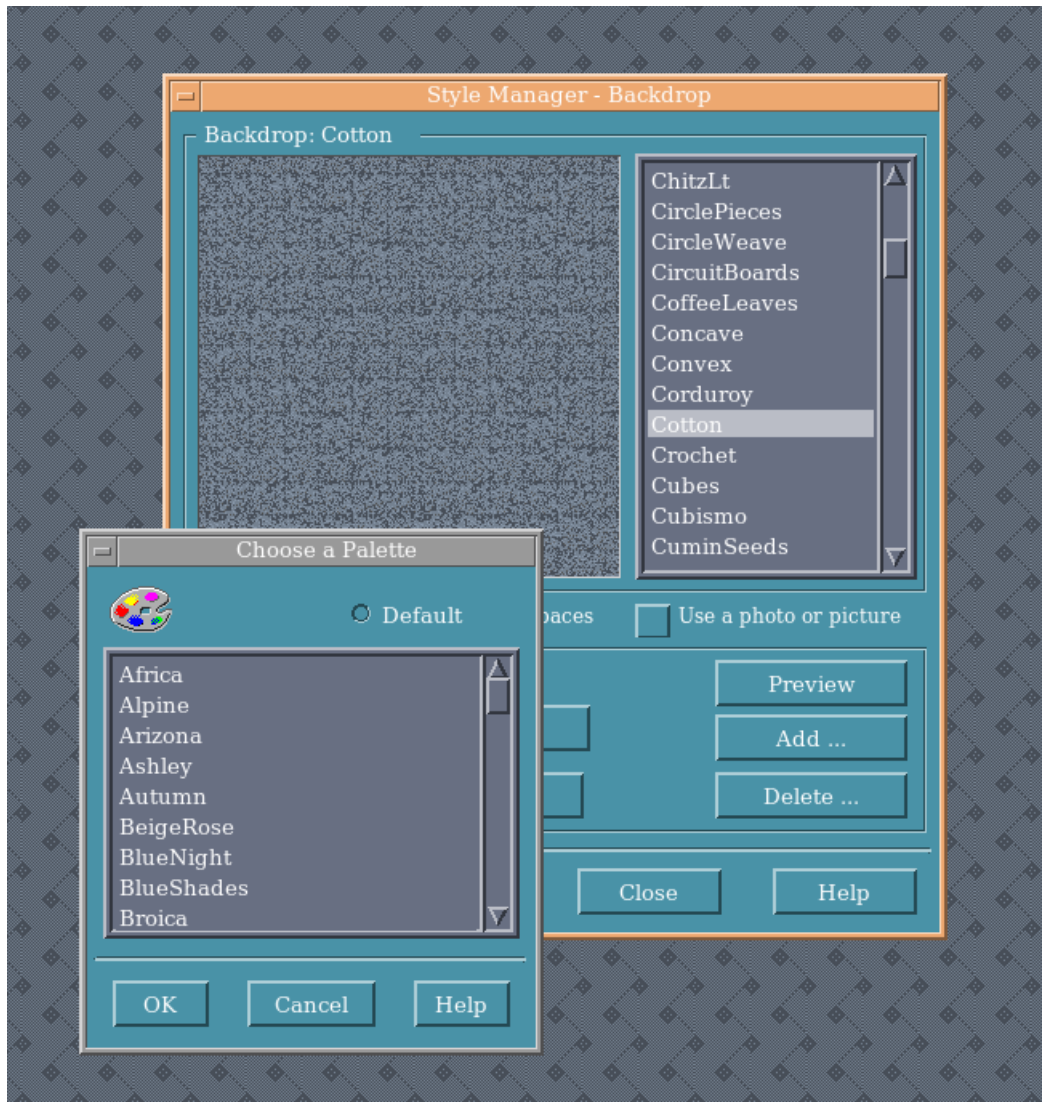 Style Manager - Backdrop
Backdrop: Cotton
ChitzLt
CirclePieces
CircleWeave
CircuitBoards
CoffeeLeaves
Concave
Convex
Corduroy
Cotton
Crochet
Cubes
Cubismo
CuminSeeds
Use a photo or picture
Preview
Add ...
Delete ...
Close
Help
Choose a Palette
Default
Africa
Alpine
Arizona
Ashley
Autumn
BeigeRose
BlueNight
BlueShades
Broica
OK
Cancel
Help